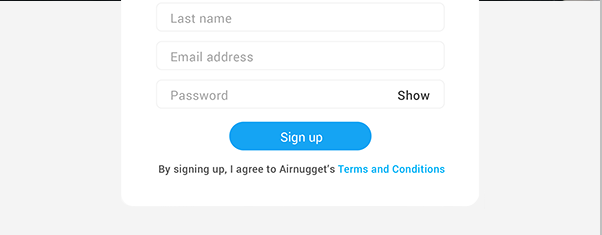 Last name
Email address
Password Show
Sign up
By signing up, I agree to Airnugget's Terms and Conditions